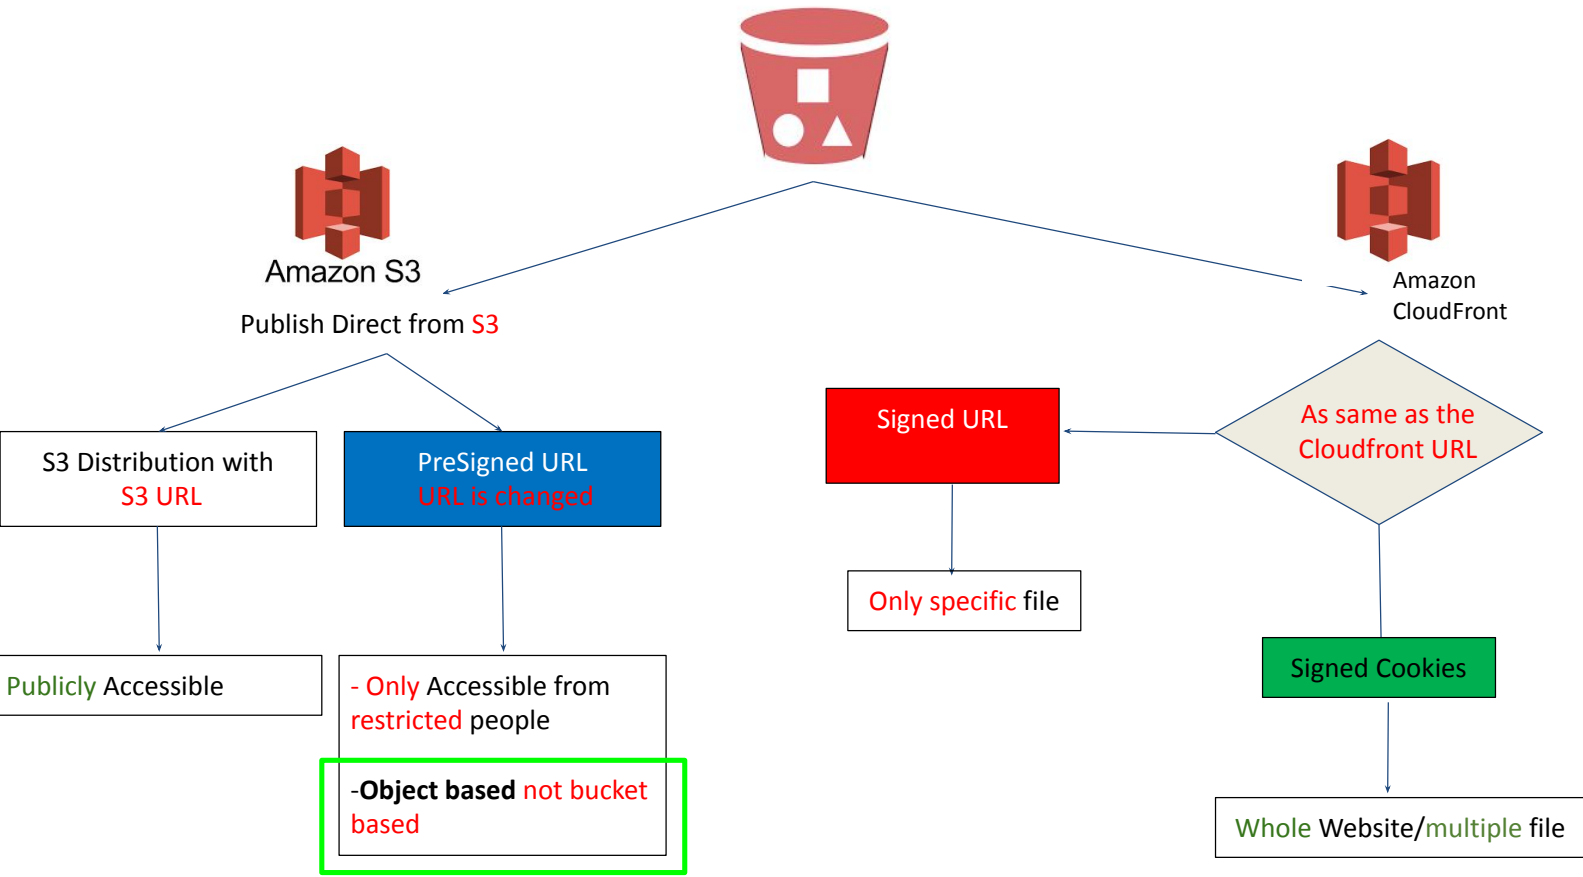 Amazon S3
Publish Direct from S3
Amazon
CloudFront
S3 Distribution with
S3 URL
PreSigned URL
URL is changed
Signed URL
As same as the
Cloudfront URL
Only specific file
Publicly Accessible
- Only Accessible from
restricted people
-Object based not bucket
based
Signed Cookies
Whole Website/multiple file